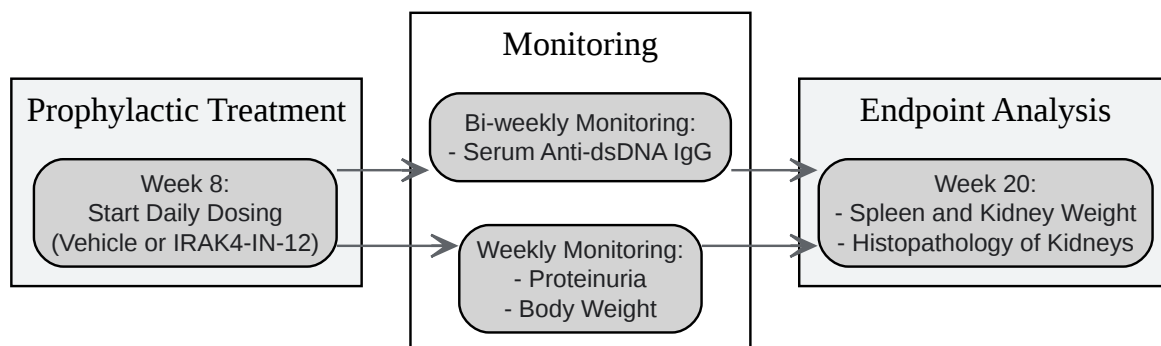 Prophylactic Treatment
Week 8:
Start Daily Dosing
(Vehicle or IRAK4-IN-12)
Monitoring
Bi-weekly Monitoring:
- Serum Anti-dsDNA IgG
Weekly Monitoring:
- Proteinuria
- Body Weight
Endpoint Analysis
Week 20:
- Spleen and Kidney Weight
- Histopathology of Kidneys